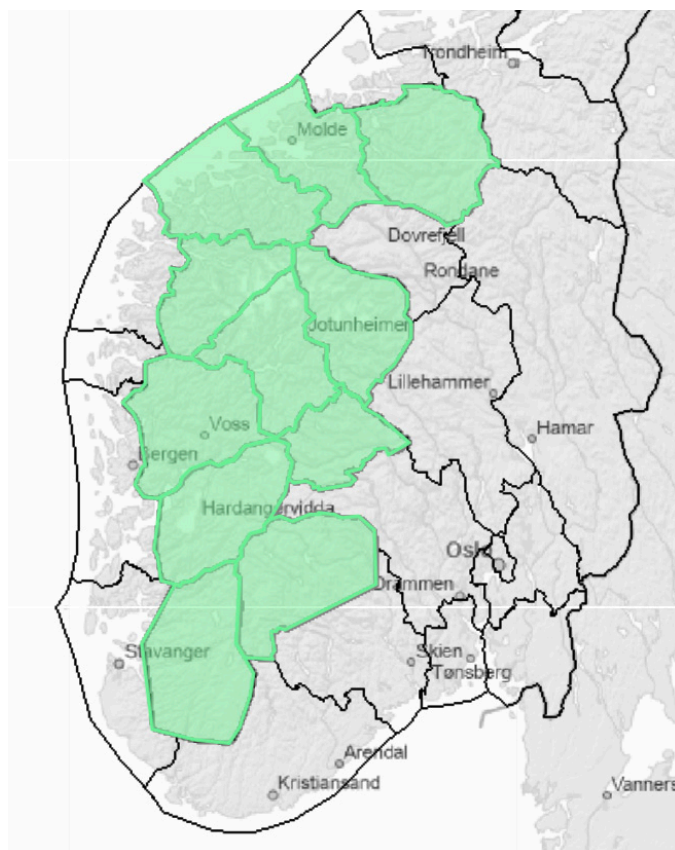 Trondheim
Molde
Dovrefjell
Rondane
Jotunheimen
Lillehammer
Voss
Hamar
Bergen
Hardangervidda
Oslo
Drammen
Stavanger
Skien
Tønsberg
Arendal
Kristiansand
Vanners